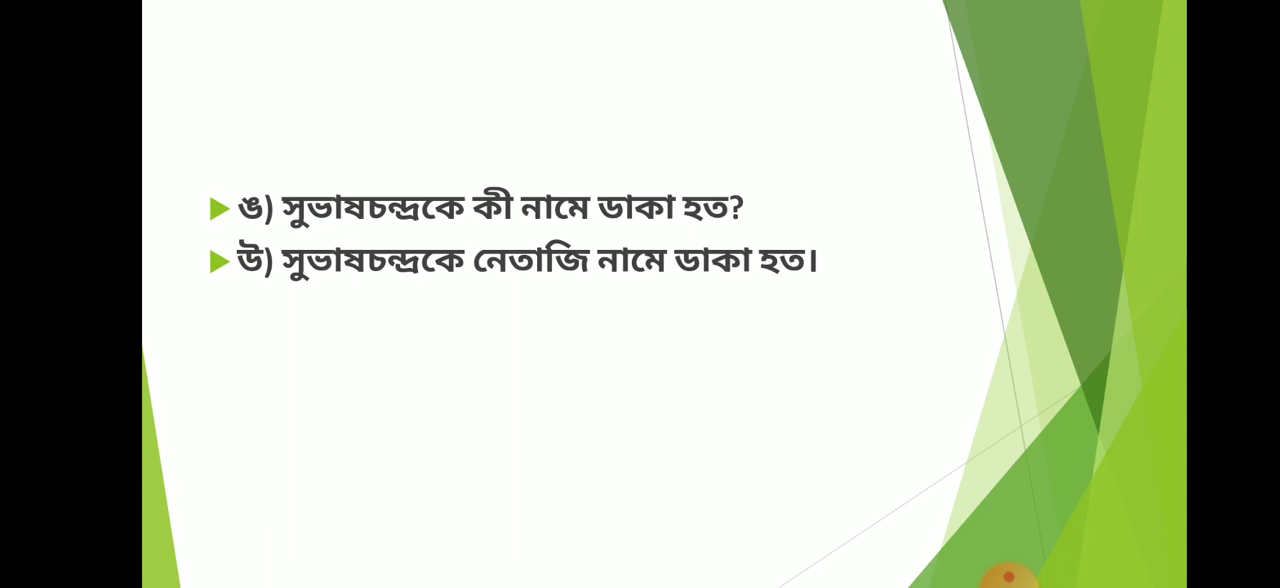 ঙ) সুভাষচন্দ্রকে কী নামে ডাকা হত?
উ) সুভাষচন্দ্রকে নেতাজি নামে ডাকা হত।